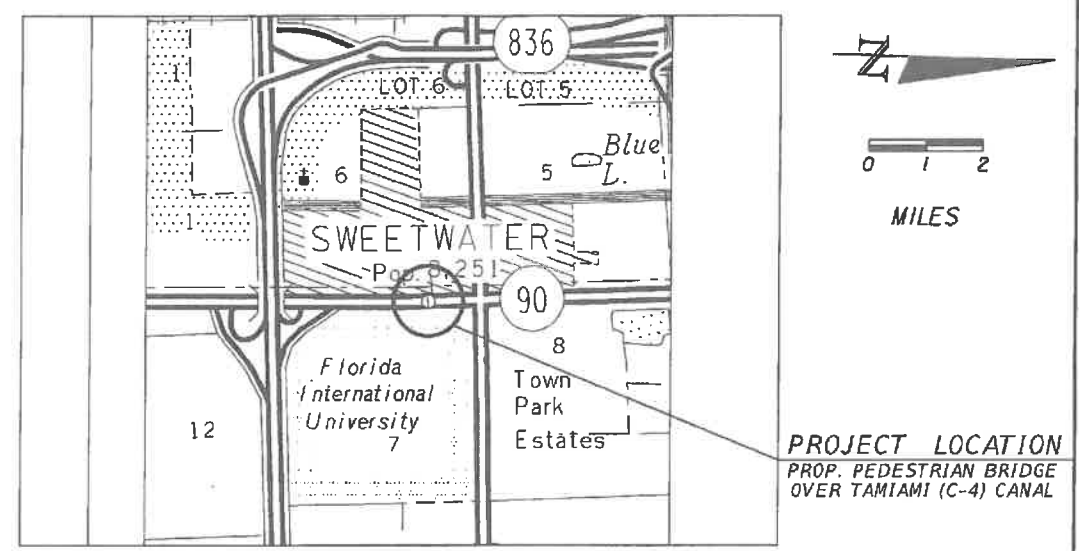 836
1
LOT 6
LOT 5
Blue
L.
6
5
1
SWEETWATER
Pop. 8,251
90
1
8
Florida
International
University
7
Town
Park
Estates
12
N
0 1 2
MILES
PROJECT LOCATION
PROP. PEDESTRIAN BRIDGE
OVER TAMIAMI (C-4) CANAL